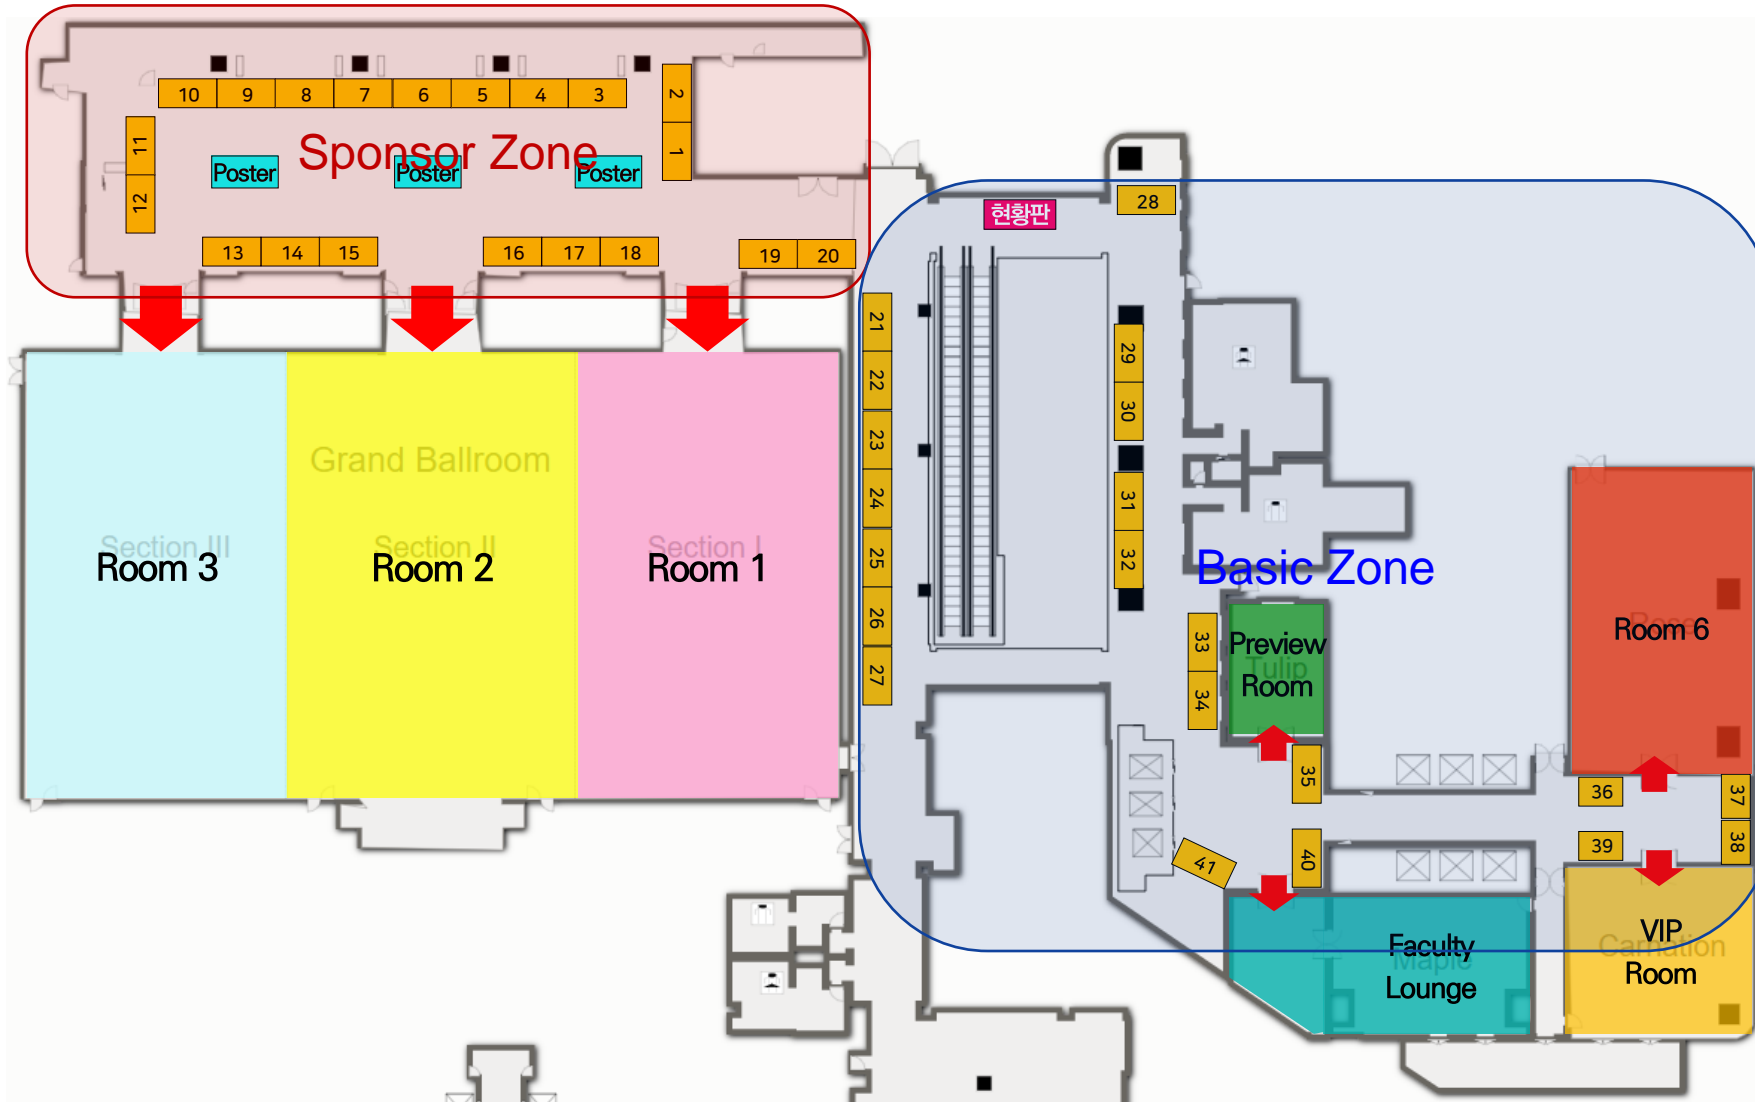 10 9 8 7 6 5 4 3
2
1
11
12
Sponsor Zone
Poster Poster Poster
13 14 15
16 17 18
19 20
현황판
28
21
22
23
24
25
26
27
29
30
31
32
Grand Ballroom
Section III
Room 3
Section II
Room 2
Section I
Room 1
Basic Zone
33
34
Preview
Tulip
Room
Rose
Room 6
35
36
37
38
39
40
41
Faculty
Maple
Lounge
VIP
Carnation
Room